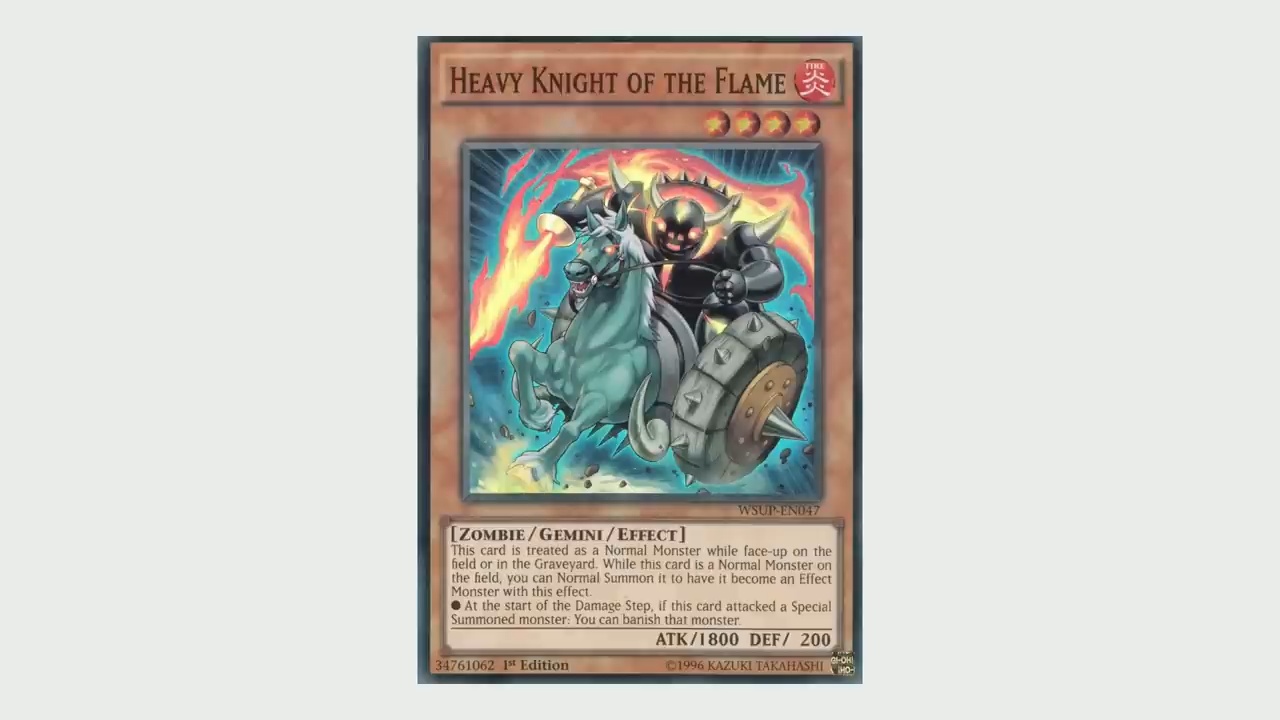 HEAVY KNIGHT OF THE FLAME
FIRE
炎
WSUP-EN047
[ZOMBIE/GEMINI/EFFECT]
This card is treated as a Normal Monster while face-up on the
field or in the Graveyard. While this card is a Normal Monster on
the field, you can Normal Summon it to have it become an Effect
Monster with this effect.
● At the start of the Damage Step, if this card attacked a Special
Summoned monster: You can banish that monster.
ATK/1800 DEF/ 200
34761062 1st Edition
©1996 KAZUKI TAKAHASHI